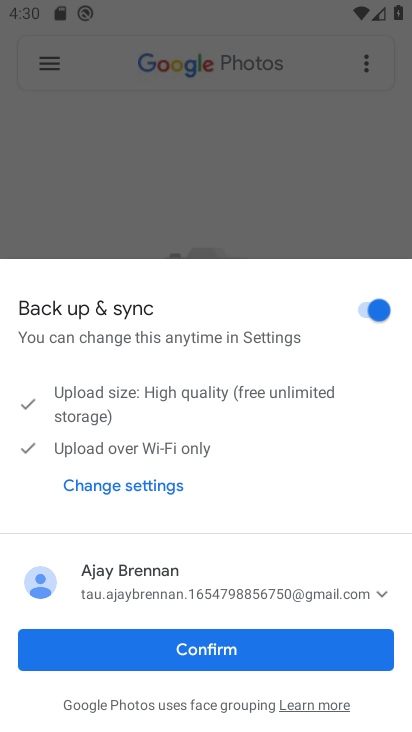 4:30
Google Photos
Back up & sync
You can change this anytime in Settings
Upload size: High quality (free unlimited
storage)
Upload over Wi-Fi only
Change settings
Ajay Brennan
tau.ajaybrennan.1654798856750@gmail.com
Confirm
Google Photos uses face grouping Learn more